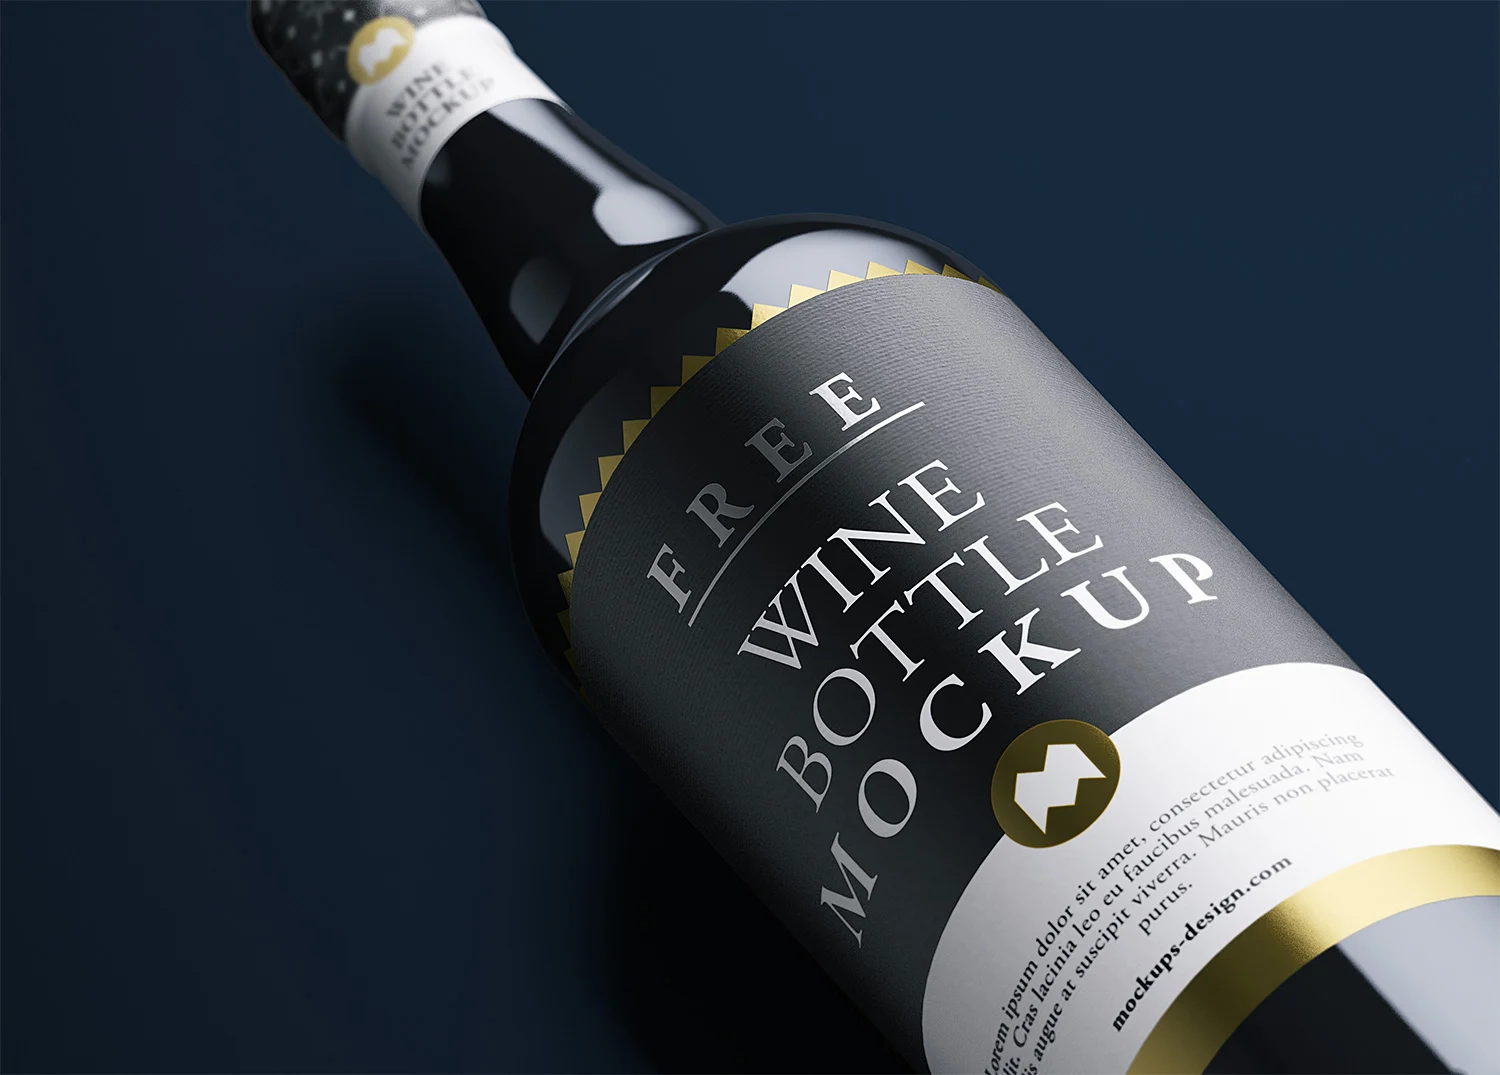 WINE
BOTTLE
MOCKUP
FREE
WINE
BOTTLE
MOCKUP
Lorem ipsum dolor sit amet, consectetur adipiscing
lit. Cras lacinia leo eu faucibus malesuada. Nam
is augue at suscipit viverra. Mauris non placerat
purus.
mockups-design.com